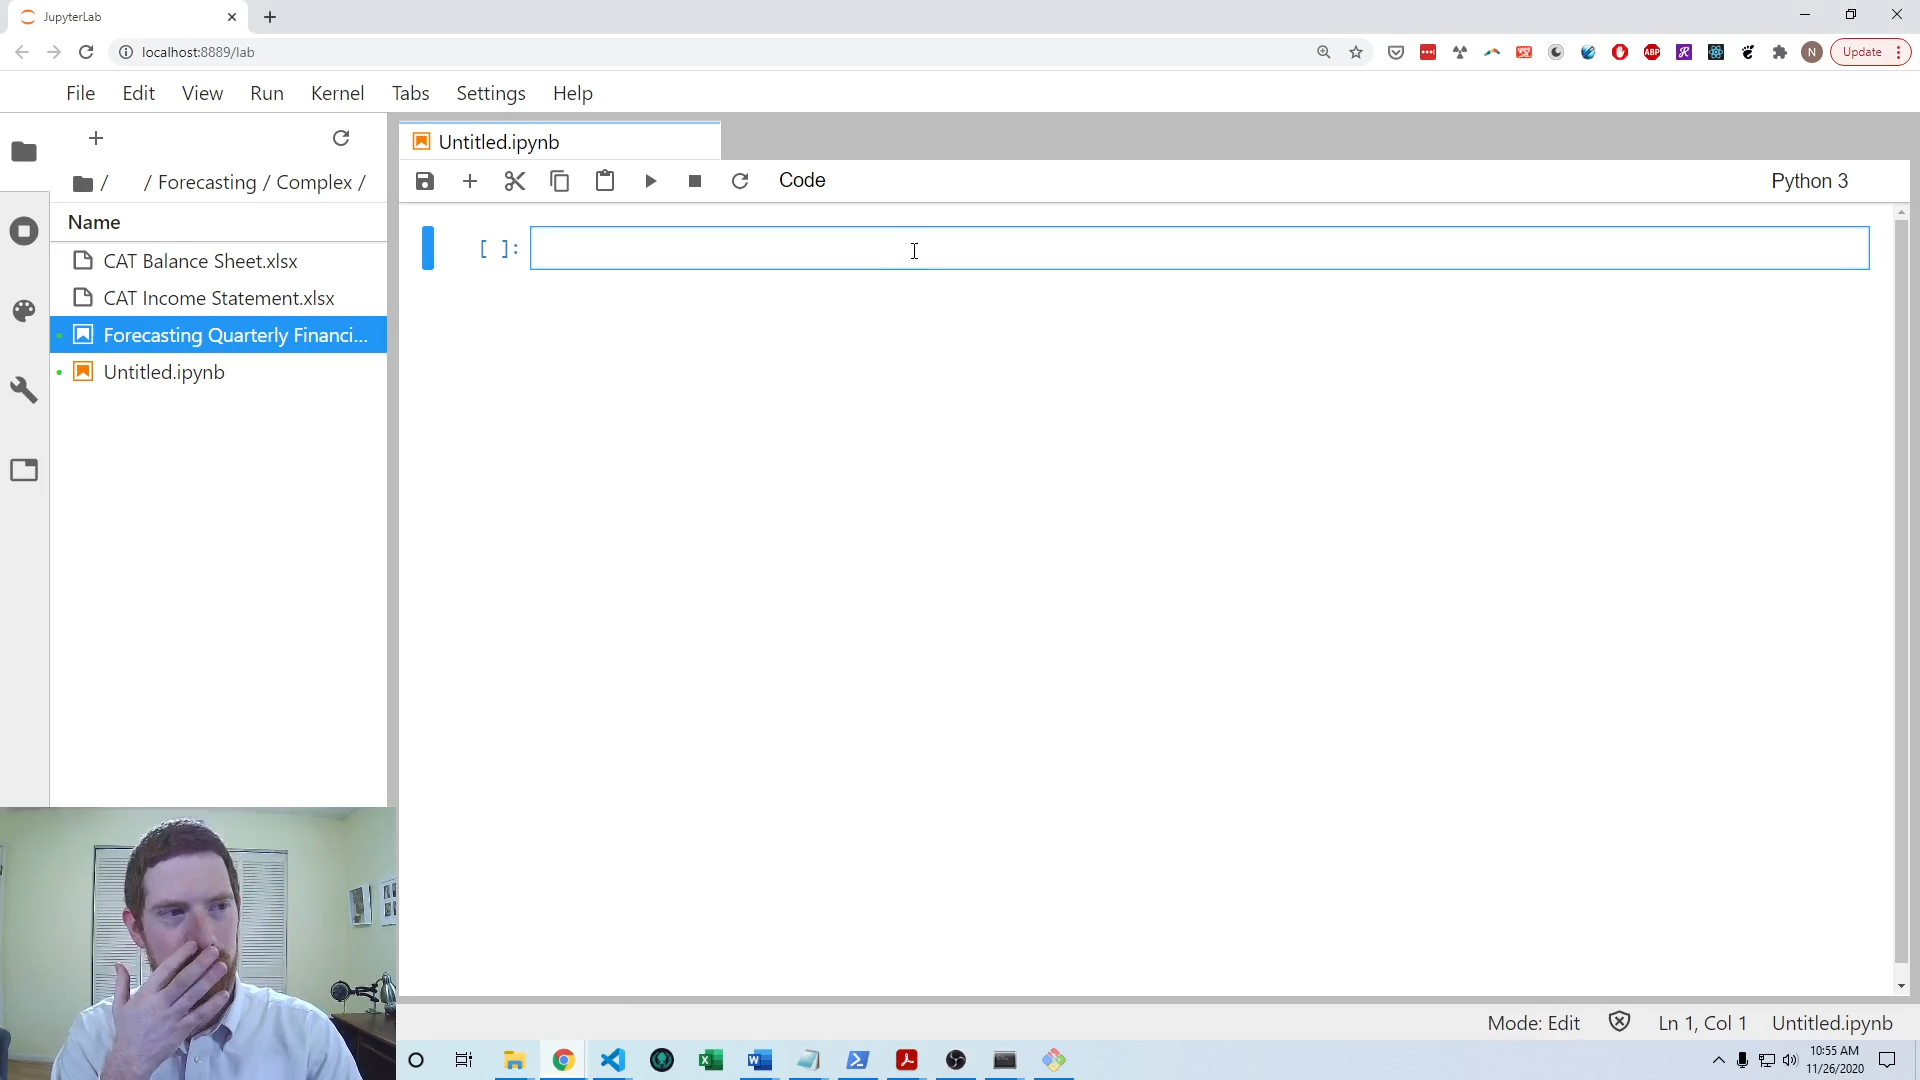 JupyterLab
localhost:8889/lab
N
Update
File Edit View Run Kernel Tabs Settings Help
/ / Forecasting / Complex /
Name
CAT Balance Sheet.xlsx
CAT Income Statement.xlsx
Forecasting Quarterly Financi...
Untitled.ipynb
Untitled.ipynb
Code
Python 3
[ ]:
Mode: Edit
Ln 1, Col 1
Untitled.ipynb
10:55 AM
11/26/2020
ABP